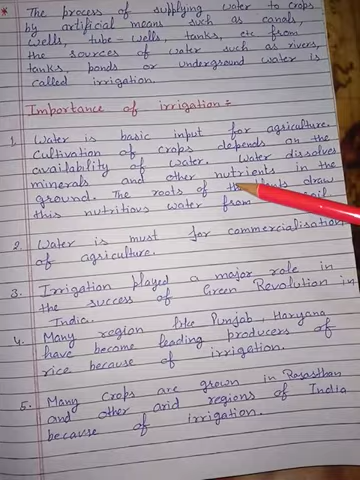 * The process of supplying water to crops
by artificial means such as canals,
wells, tube-wells, tanks, etc from
the sources of water such as rivers,
tanks, ponds or underground water is
called irrigation.
Importance of irrigation:-
1. Water is basic input for agriculture.
Cultivation of crops depends on the
availability of water. Water dissolves
minerals and other nutrients in the
ground. The roots of draw
this nutritious water from soil
2. Water is must for commercialisation
of agriculture.
3. Irrigation played a major role in
the success of Green Revolution in
India.
4. Many region like Punjab, Haryana
have become leading producers of
rice because of irrigation.
5. Many crops are grown in Rajasthan
and other arid regions of India
because of irrigation.